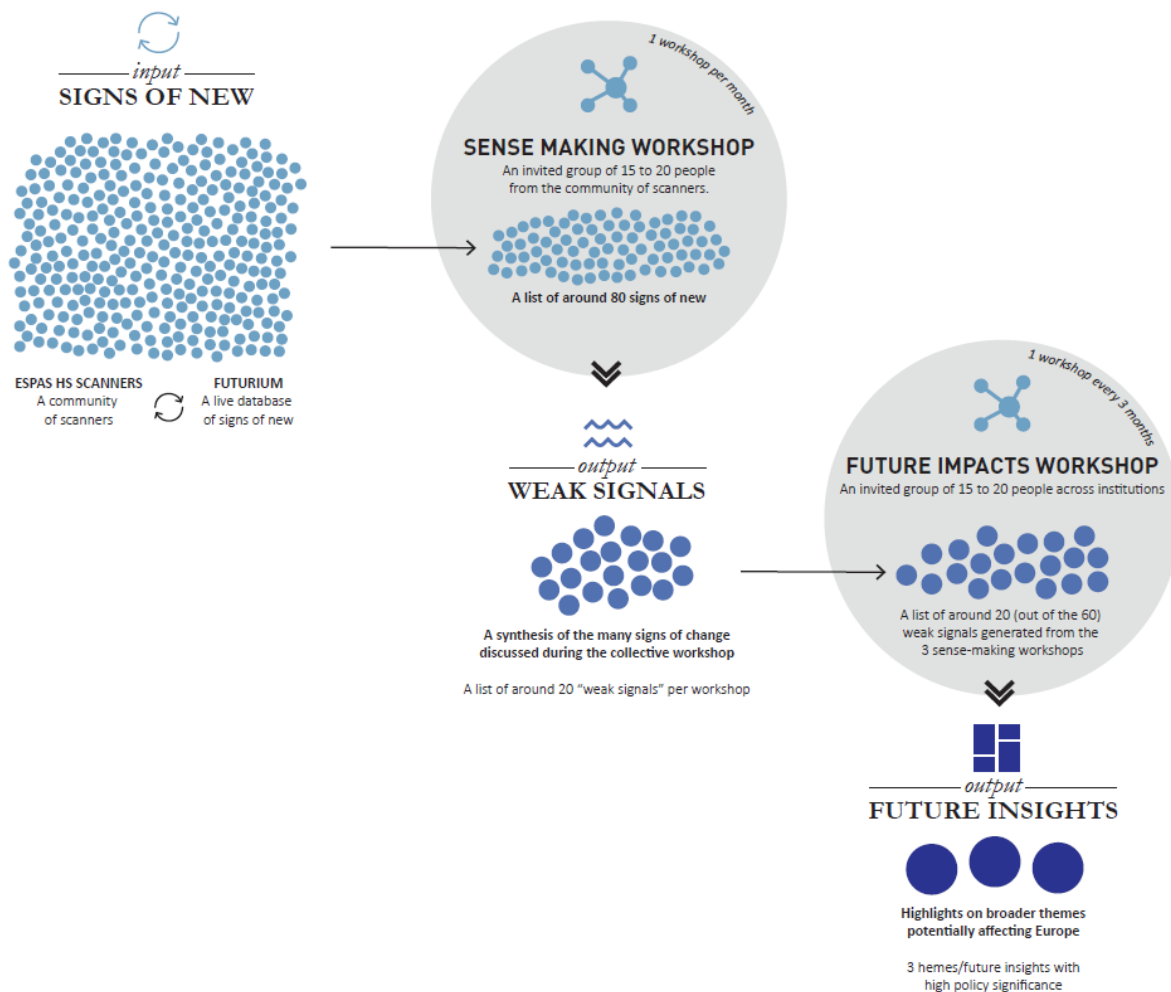 input
SIGNS OF NEW
ESPAS HS SCANNERS
A community
of scanners
FUTURIUM
A live database
of signs of new
1 workshop per month
SENSE MAKING WORKSHOP
An invited group of 15 to 20 people
from the community of scanners.
A list of around 80 signs of new
output
WEAK SIGNALS
A synthesis of the many signs of change
discussed during the collective workshop
A list of around 20 “weak signals” per workshop
1 workshop every 3 months
FUTURE IMPACTS WORKSHOP
An invited group of 15 to 20 people across institutions
A list of around 20 (out of the 60)
weak signals generated from the
3 sense-making workshops
output
FUTURE INSIGHTS
Highlights on broader themes
potentially affecting Europe
3 hemes/future insights with
high policy significance